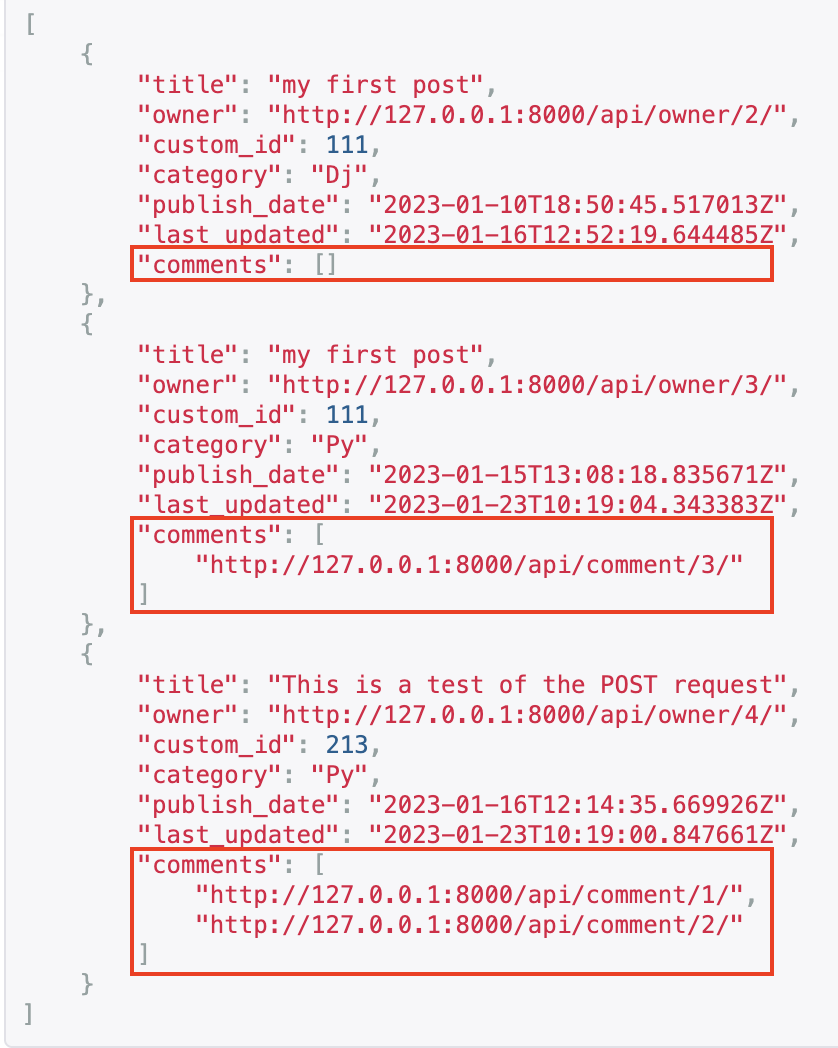 [
    {
        "title": "my first post",
        "owner": "http://127.0.0.1:8000/api/owner/2/",
        "custom_id": 111,
        "category": "Dj",
        "publish_date": "2023-01-10T18:50:45.517013Z",
        "last_updated": "2023-01-16T12:52:19.644485Z",
        "comments": []
    },
    {
        "title": "my first post",
        "owner": "http://127.0.0.1:8000/api/owner/3/",
        "custom_id": 111,
        "category": "Py",
        "publish_date": "2023-01-15T13:08:18.835671Z",
        "last_updated": "2023-01-23T10:19:04.343383Z",
        "comments": [
            "http://127.0.0.1:8000/api/comment/3/"
        ]
    },
    {
        "title": "This is a test of the POST request",
        "owner": "http://127.0.0.1:8000/api/owner/4/",
        "custom_id": 213,
        "category": "Py",
        "publish_date": "2023-01-16T12:14:35.669926Z",
        "last_updated": "2023-01-23T10:19:00.847661Z",
        "comments": [
            "http://127.0.0.1:8000/api/comment/1/",
            "http://127.0.0.1:8000/api/comment/2/"
        ]
    }
]